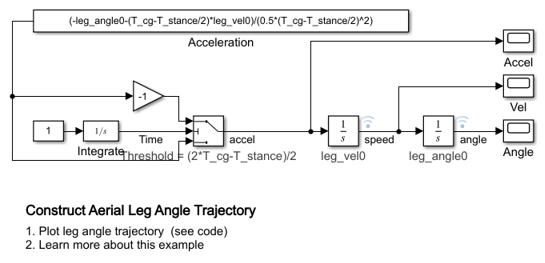 (-leg_angle0-(T_cg-T_stance/2)*leg_vel0)/(0.5*(T_cg-T_stance/2)^2)
Acceleration
Accel
-1
Vel
1
1/s
Time
accel
1
s
speed
1
s
angle
Integrate
Threshold = (2*T_cg-T_stance)/2
leg_vel0
leg_angle0
Angle
Construct Aerial Leg Angle Trajectory
1. Plot leg angle trajectory (see code)
2. Learn more about this example